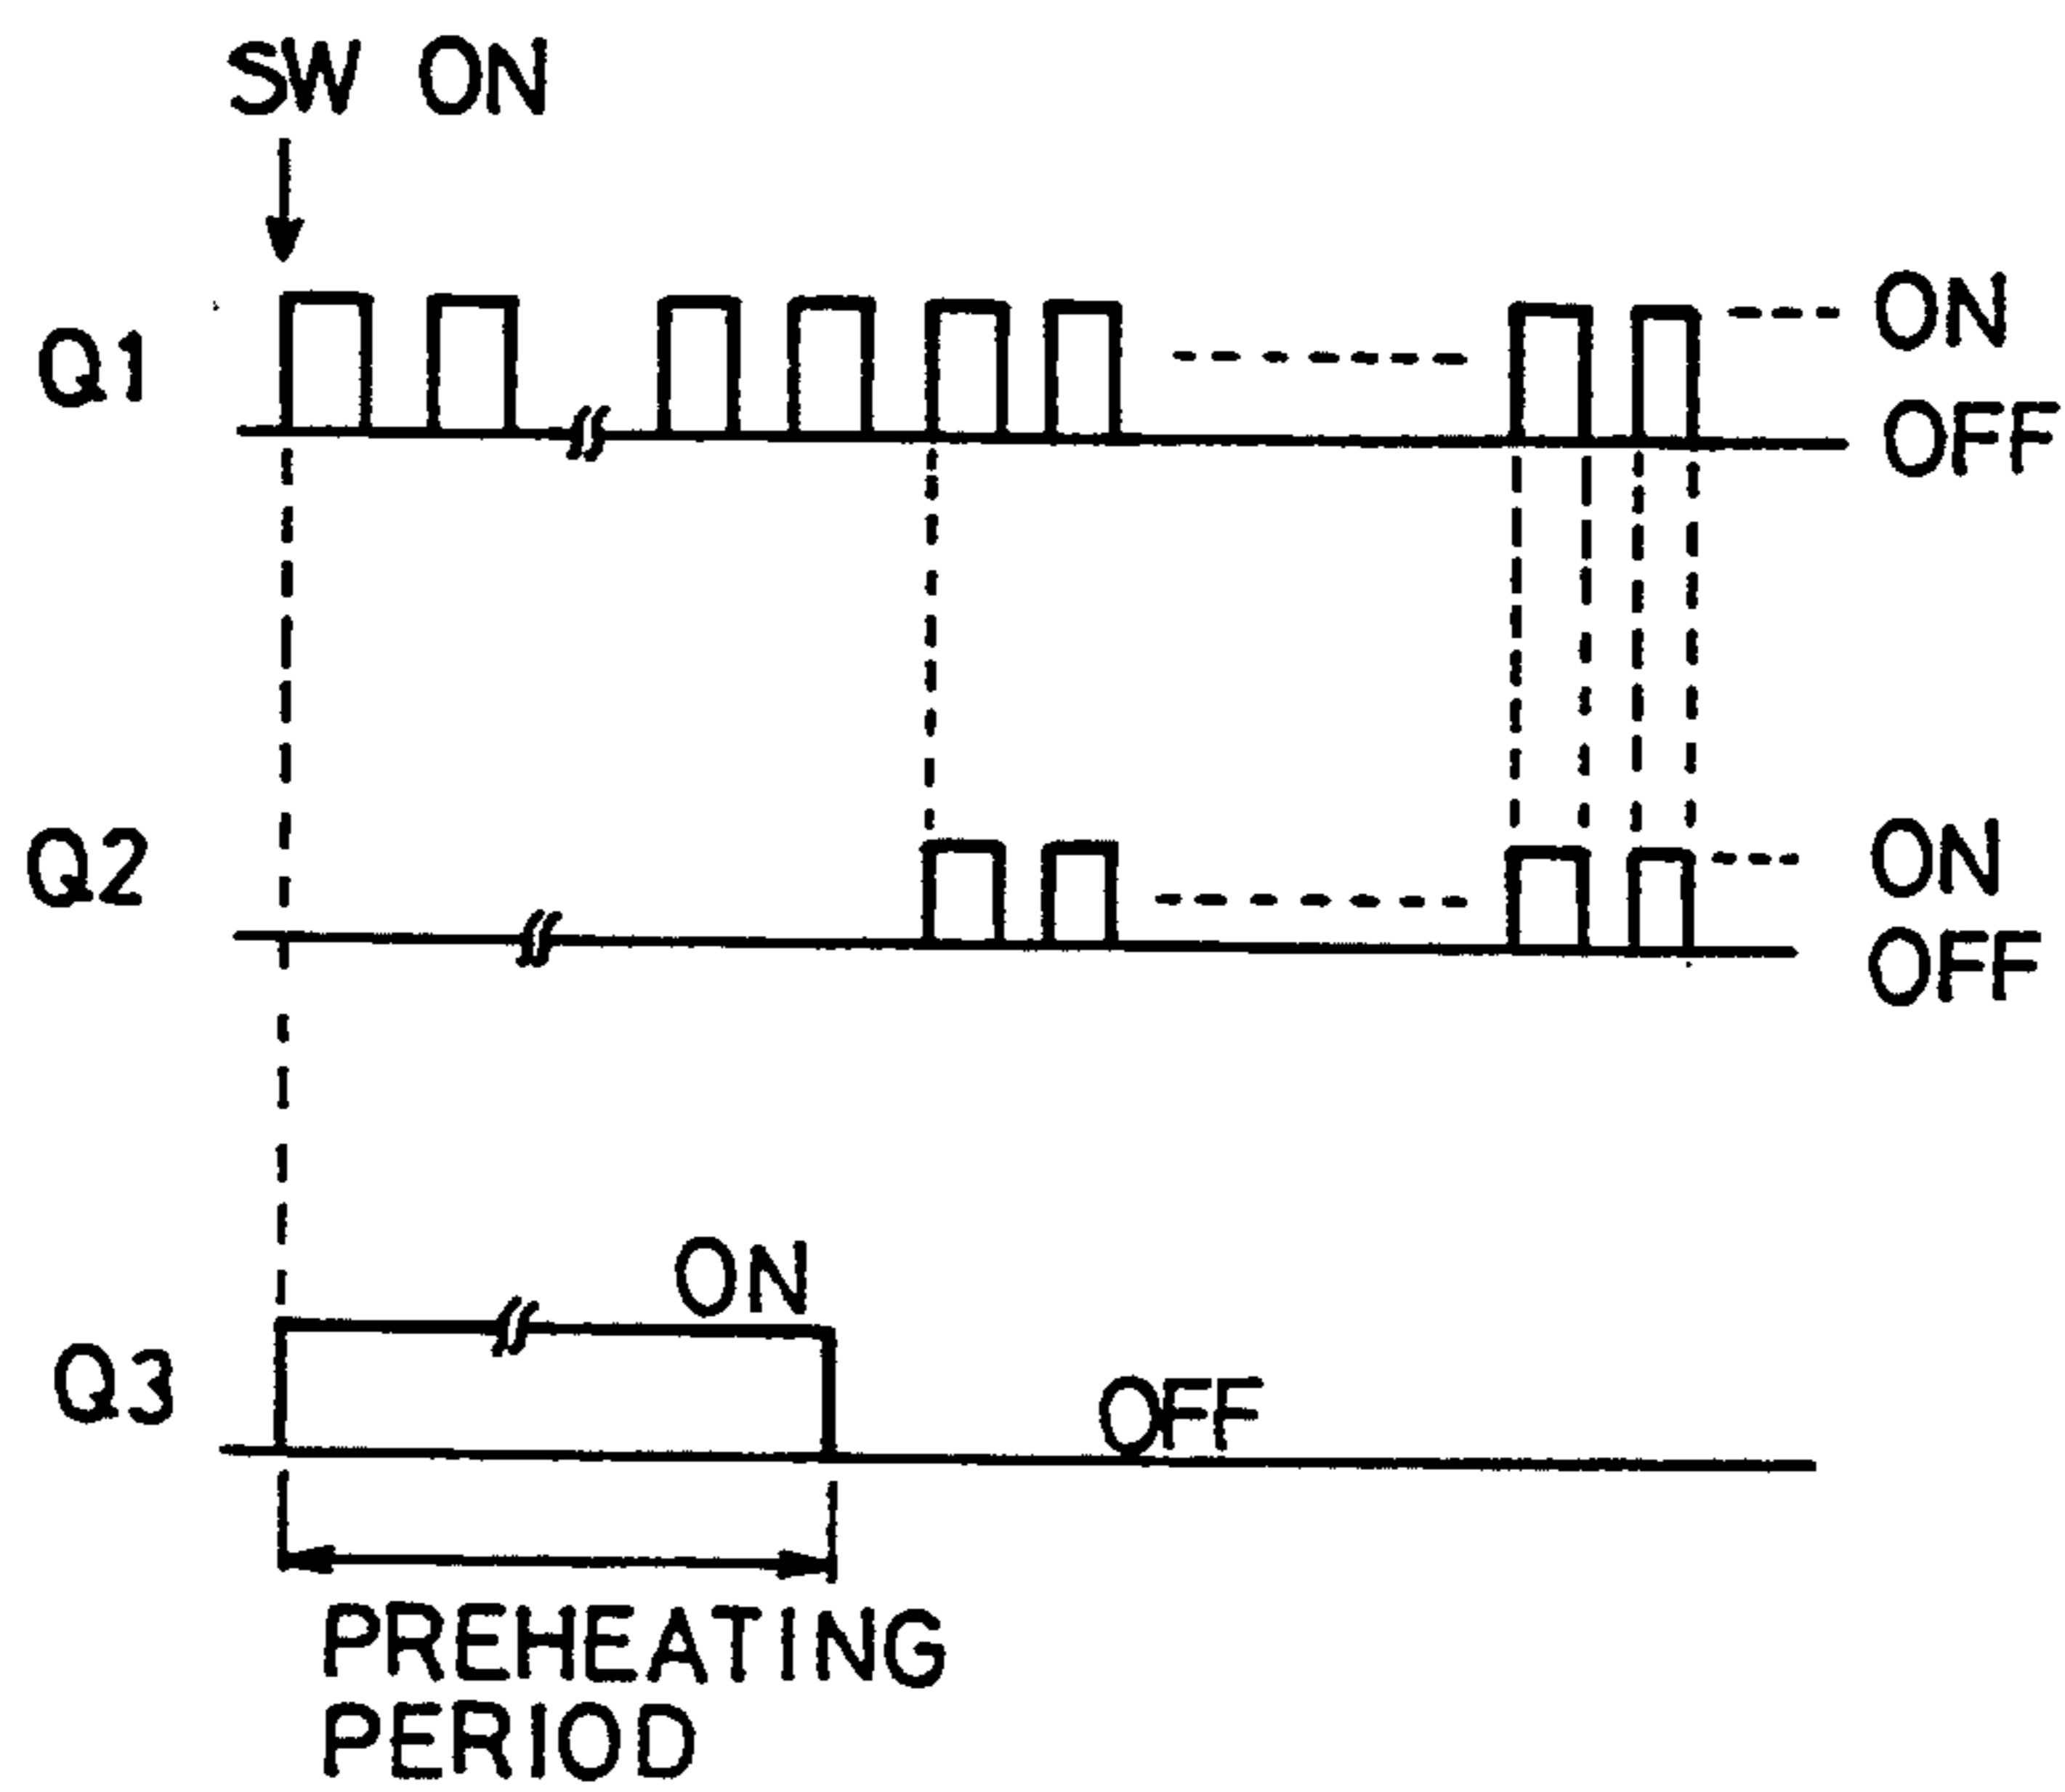 SW ON
Q1
ON
OFF
Q2
ON
OFF
Q3
ON
OFF
PREHEATING
PERIOD